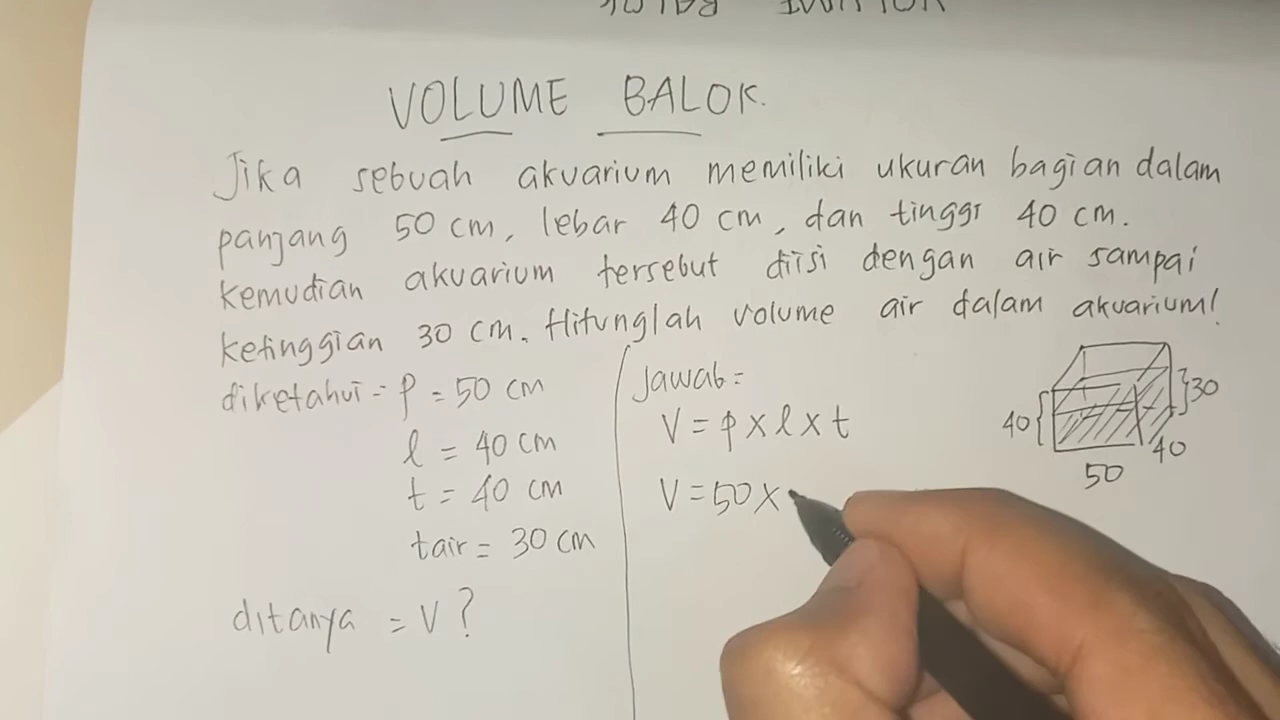 VOLUME BALOK.
Jika sebuah akuarium memiliki ukuran bagian dalam
panjang 50 cm, lebar 40 cm, dan tinggi 40 cm.
kemudian akuarium tersebut diisi dengan air sampai
ketinggian 30 cm. Hitunglah volume air dalam akuarium!
diketahui = p = 50 cm
l = 40 cm
t = 40 cm
tair = 30 cm
ditanya = V ?
Jawab =
V = p x l x t
V = 50 x
40
30
40
50